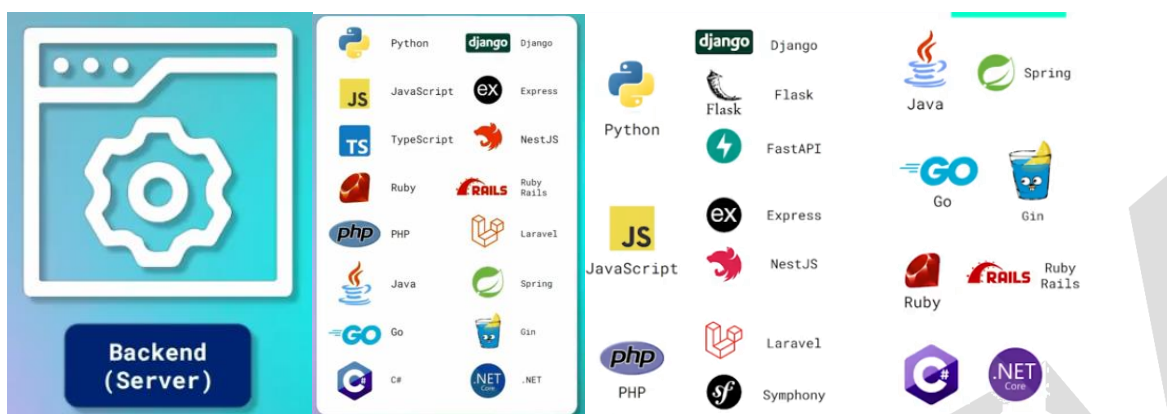 Backend
(Server)
Python
django
Django
JS
JavaScript
ex
Express
TS
TypeScript
NestJS
Ruby
RAILS
Ruby
Rails
php
PHP
Laravel
Java
Spring
GO
Go
Gin
C#
.NET
Core
.NET
Python
django
Django
Flask
Flask
FastAPI
JS
JavaScript
ex
Express
NestJS
php
PHP
Laravel
sf
Symphony
Java
Spring
GO
Go
Gin
Ruby
RAILS
Ruby
Rails
C#
.NET
Core